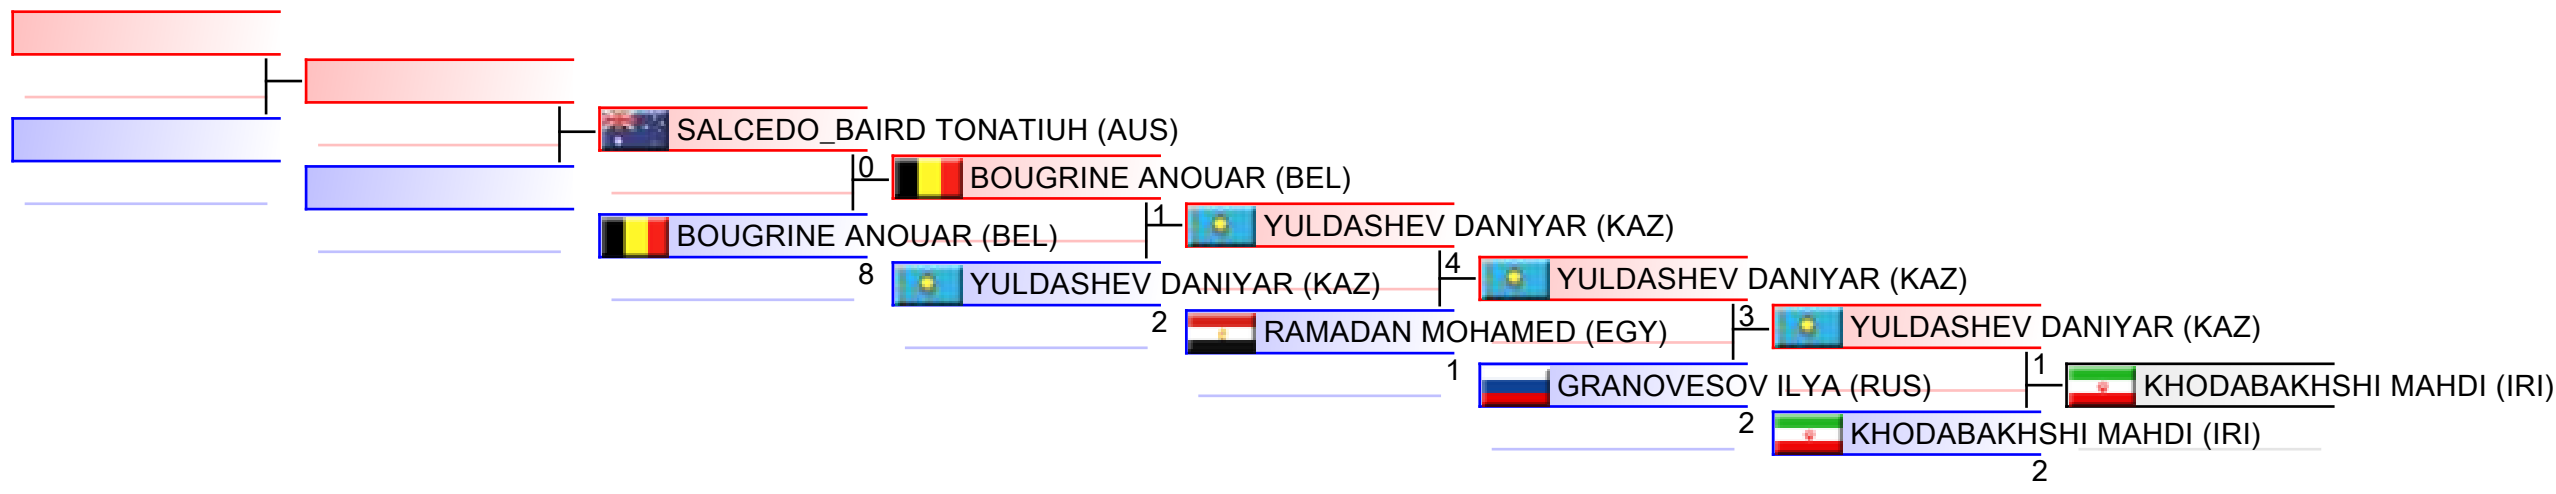 SALCEDO_BAIRD TONATIUH (AUS)
0
BOUGRINE ANOUAR (BEL)
BOUGRINE ANOUAR (BEL)
8
1
YULDASHEV DANIYAR (KAZ)
YULDASHEV DANIYAR (KAZ)
2
4
YULDASHEV DANIYAR (KAZ)
RAMADAN MOHAMED (EGY)
1
3
YULDASHEV DANIYAR (KAZ)
GRANOVESOV ILYA (RUS)
2
1
KHODABAKHSHI MAHDI (IRI)
KHODABAKHSHI MAHDI (IRI)
2